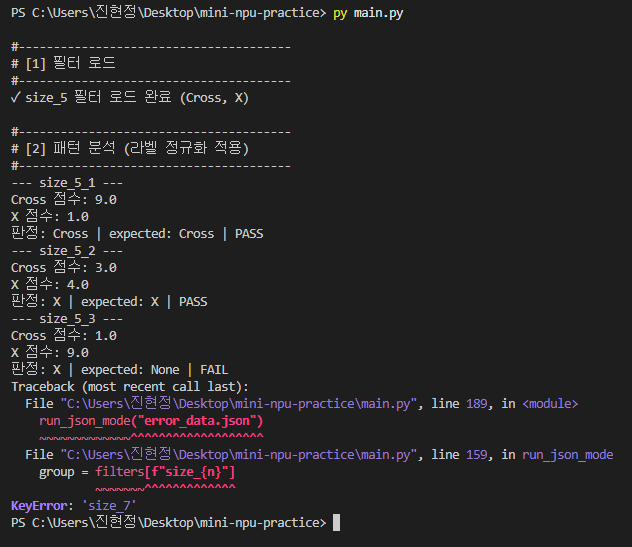 PS C:\Users\진현정\Desktop\mini-npu-practice> py main.py
#---------------------------------------
# [1] 필터 로드
#---------------------------------------
✓ size_5 필터 로드 완료 (Cross, X)
#---------------------------------------
# [2] 패턴 분석 (라벨 정규화 적용)
#---------------------------------------
--- size_5_1 ---
Cross 점수: 9.0
X 점수: 1.0
판정: Cross | expected: Cross | PASS
--- size_5_2 ---
Cross 점수: 3.0
X 점수: 4.0
판정: X | expected: X | PASS
--- size_5_3 ---
Cross 점수: 1.0
X 점수: 9.0
판정: X | expected: None | FAIL
Traceback (most recent call last):
  File "C:\Users\진현정\Desktop\mini-npu-practice\main.py", line 189, in <module>
    run_json_mode("error_data.json")
    ~~~~~~~~~~~~~^^^^^^^^^^^^^^^^^^^
  File "C:\Users\진현정\Desktop\mini-npu-practice\main.py", line 159, in run_json_mode
    group = filters[f"size_{n}"]
            ~~~~~~~^^^^^^^^^^^^^
KeyError: 'size_7'
PS C:\Users\진현정\Desktop\mini-npu-practice>